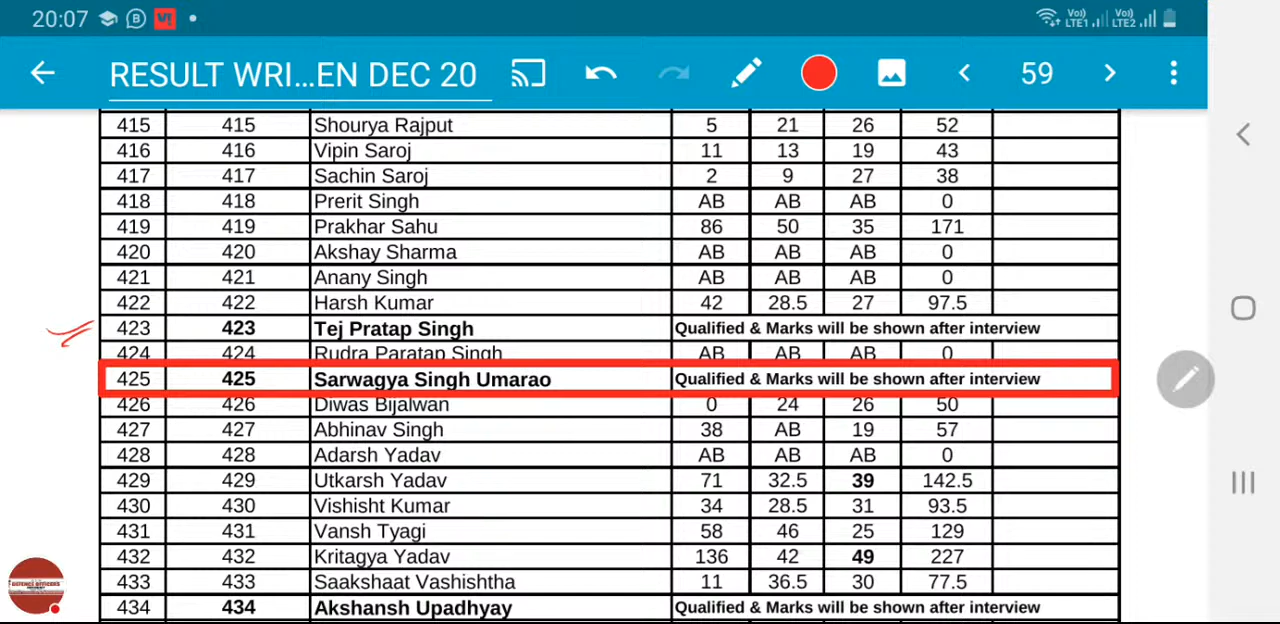 20:07 B V! Vo) LTE1 Vo) LTE2
RESULT WRI...EN DEC 20 59
415 415 Shourya Rajput 5 21 26 52
416 416 Vipin Saroj 11 13 19 43
417 417 Sachin Saroj 2 9 27 38
418 418 Prerit Singh AB AB AB 0
419 419 Prakhar Sahu 86 50 35 171
420 420 Akshay Sharma AB AB AB 0
421 421 Anany Singh AB AB AB 0
422 422 Harsh Kumar 42 28.5 27 97.5
423 423 Tej Pratap Singh Qualified & Marks will be shown after interview
424 424 Rudra Paratap Singh AB AB AB 0
425 425 Sarwagya Singh Umarao Qualified & Marks will be shown after interview
426 426 Diwas Bijalwan 0 24 26 50
427 427 Abhinav Singh 38 AB 19 57
428 428 Adarsh Yadav AB AB AB 0
429 429 Utkarsh Yadav 71 32.5 39 142.5
430 430 Vishisht Kumar 34 28.5 31 93.5
431 431 Vansh Tyagi 58 46 25 129
432 432 Kritagya Yadav 136 42 49 227
433 433 Saakshaat Vashishtha 11 36.5 30 77.5
434 434 Akshansh Upadhyay Qualified & Marks will be shown after interview
DEFENCE OFFICERS